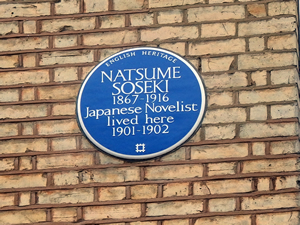 ENGLISH HERITAGE
NATSUME
SOSEKI
1867-1916
Japanese Novelist
lived here
1901-1902